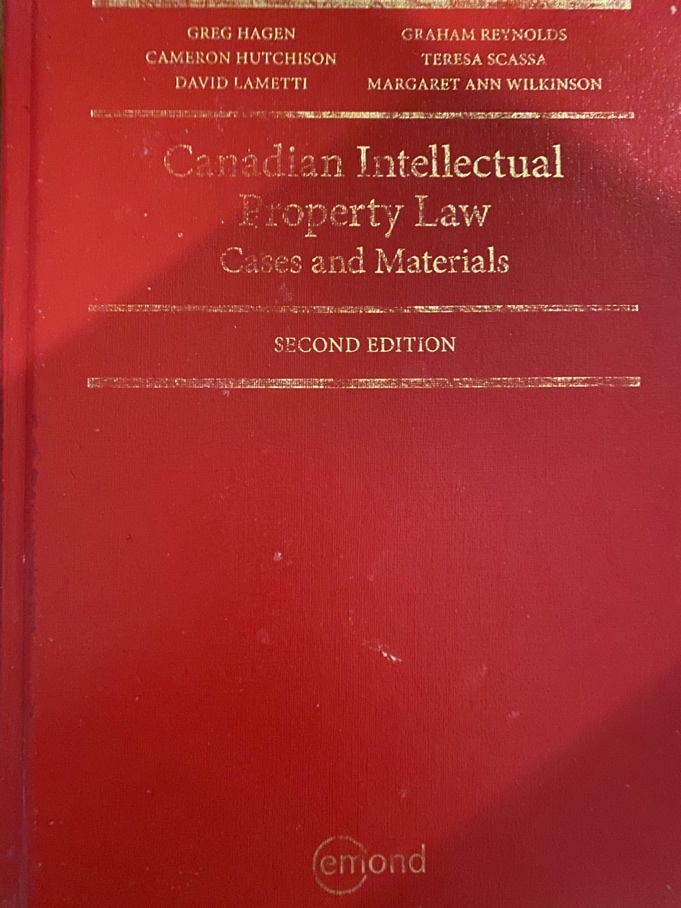 GREG HAGEN
CAMERON HUTCHISON
DAVID LAMETTI
GRAHAM REYNOLDS
TERESA SCASSA
MARGARET ANN WILKINSON
Canadian Intellectual
Property Law
Cases and Materials
SECOND EDITION
emond